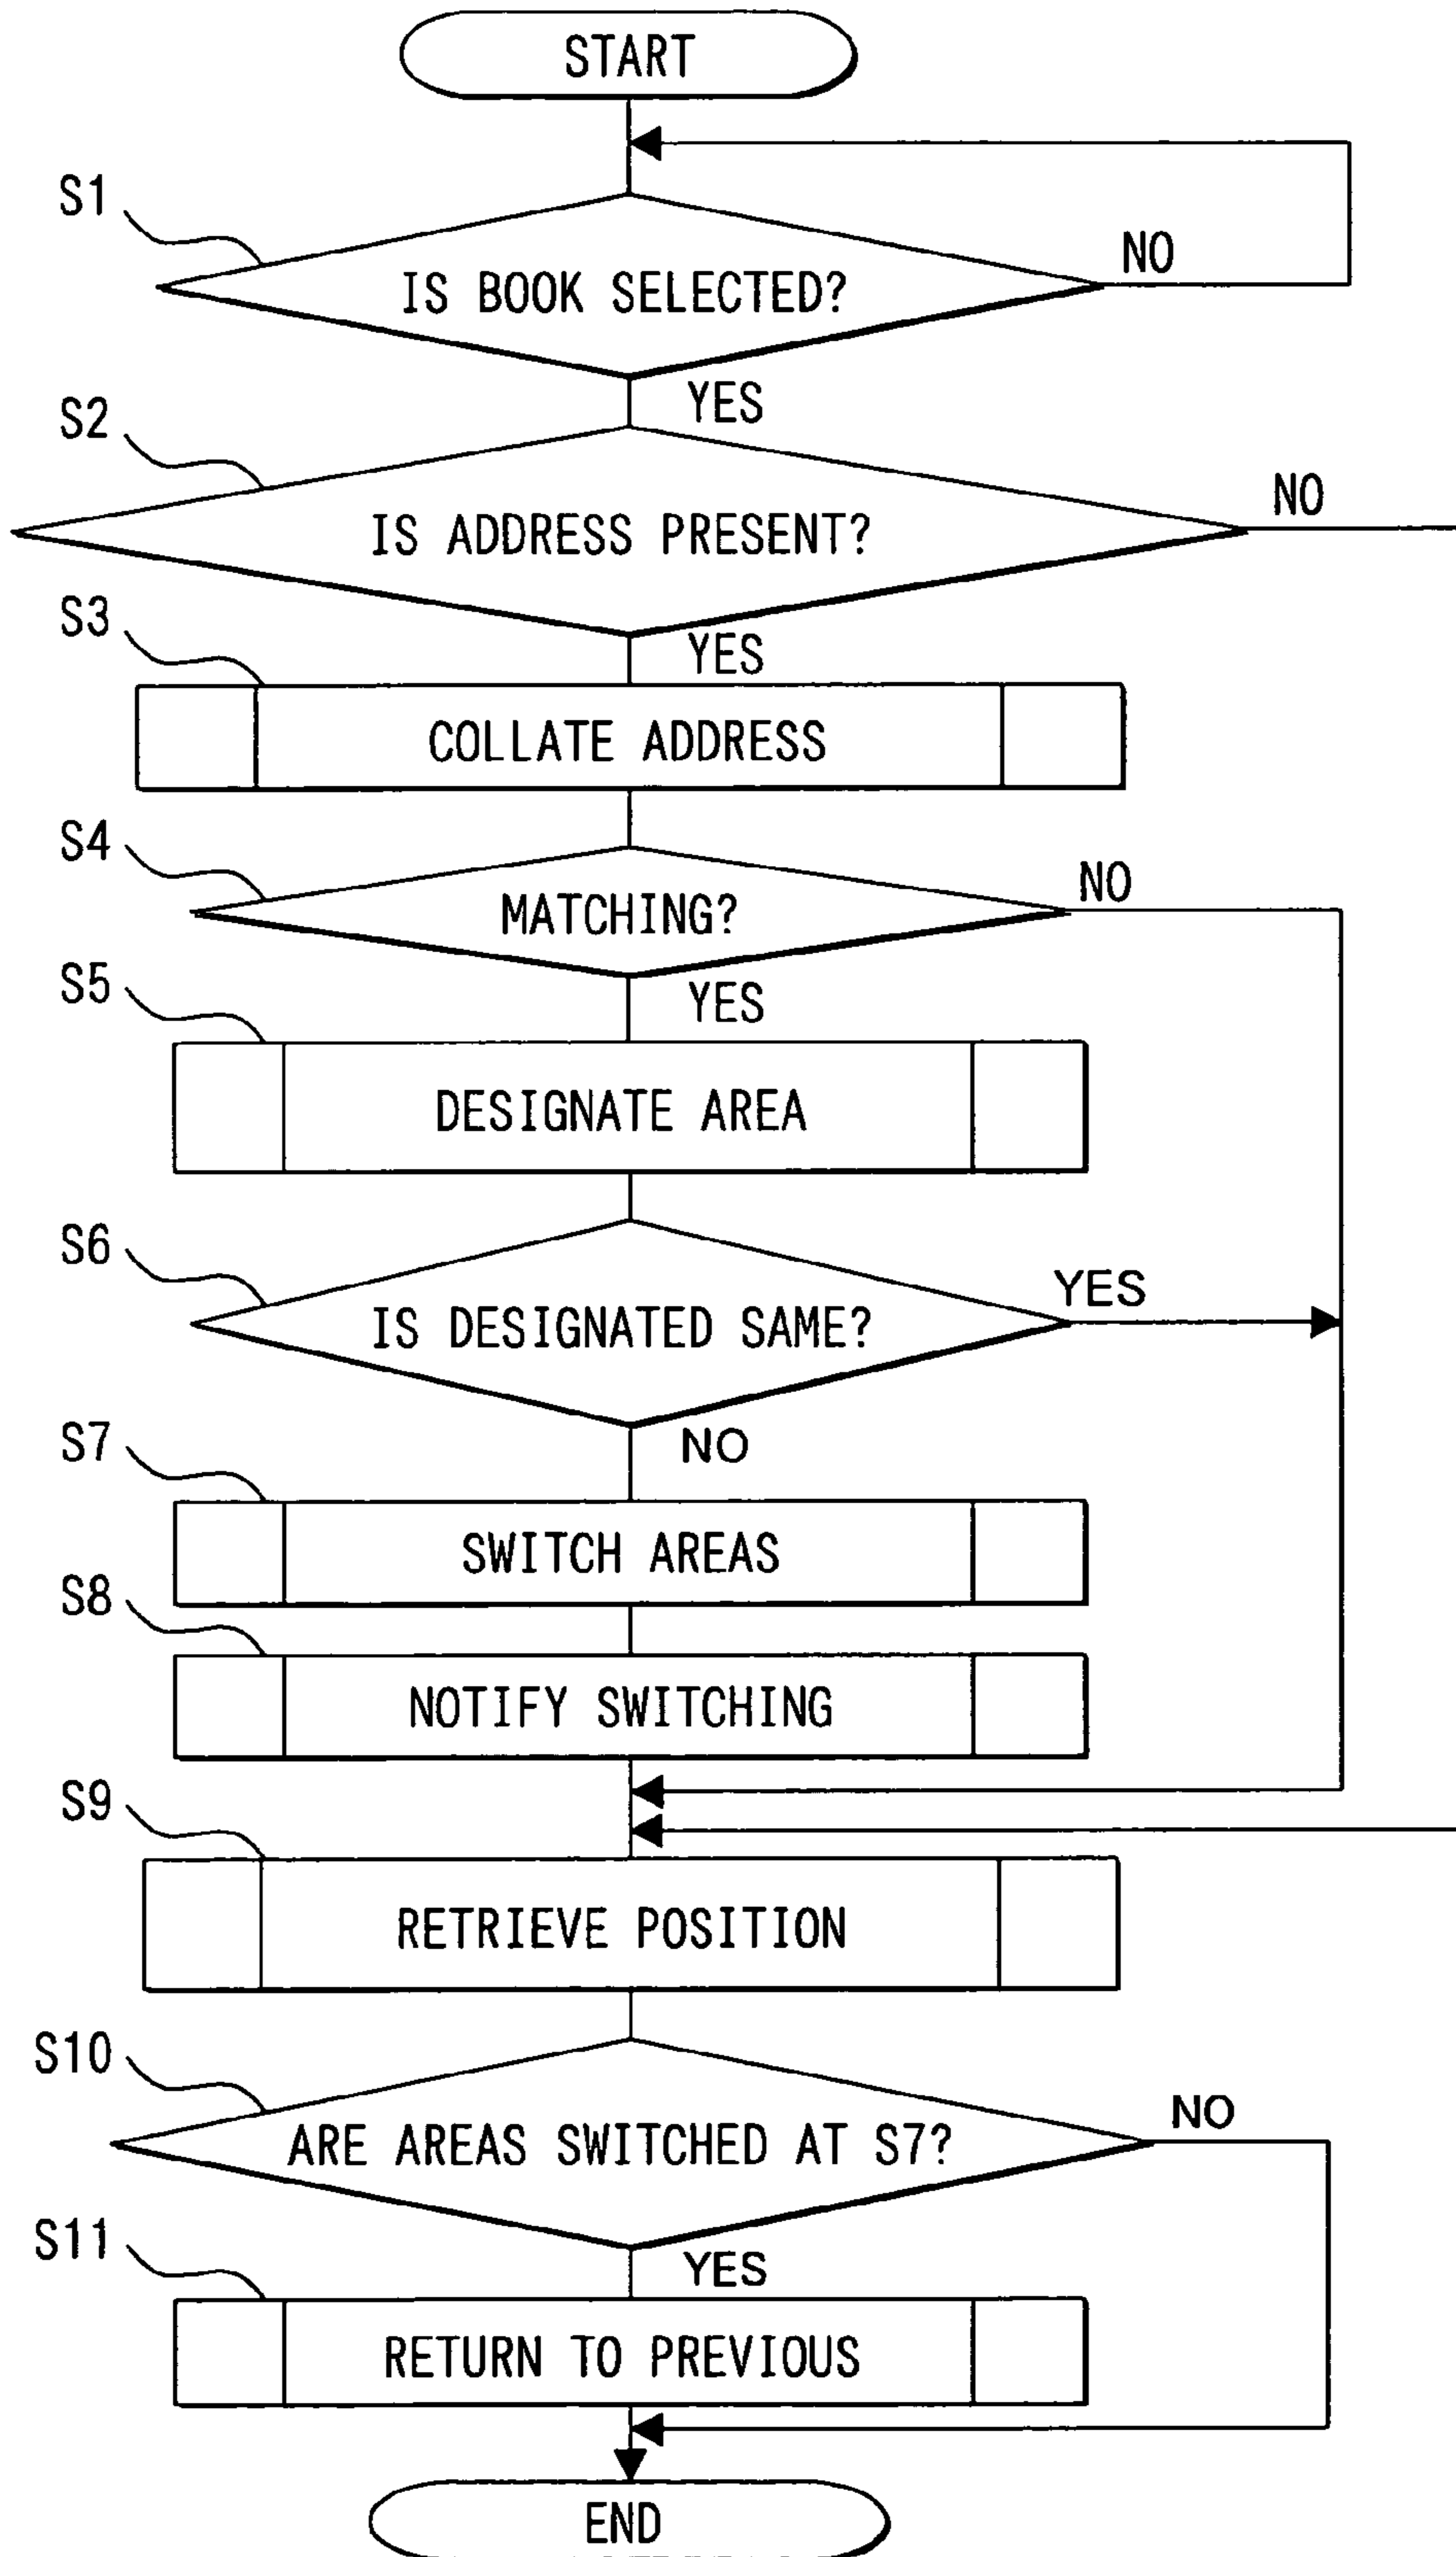 START
S1
NO
IS BOOK SELECTED?
YES
S2
NO
IS ADDRESS PRESENT?
S3
YES
COLLATE ADDRESS
S4
NO
MATCHING?
S5
YES
DESIGNATE AREA
S6
YES
IS DESIGNATED SAME?
S7
NO
SWITCH AREAS
S8
NOTIFY SWITCHING
S9
RETRIEVE POSITION
S10
NO
ARE AREAS SWITCHED AT S7?
S11
YES
RETURN TO PREVIOUS
END